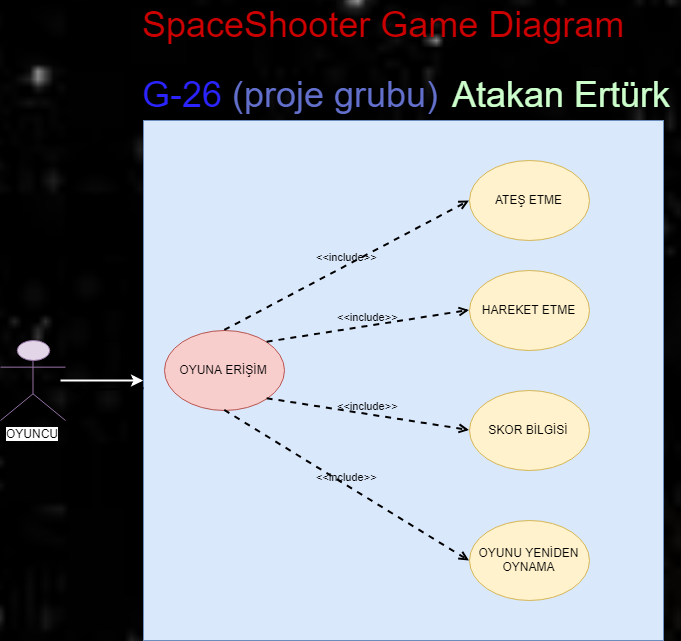 SpaceShooter Game Diagram
G-26 (proje grubu) Atakan Ertürk
ATEŞ ETME
<<include>>
HAREKET ETME
<<include>>
OYUNA ERİŞİM
<<include>>
SKOR BİLGİSİ
OYUNCU
<<include>>
OYUNU YENİDEN
OYNAMA